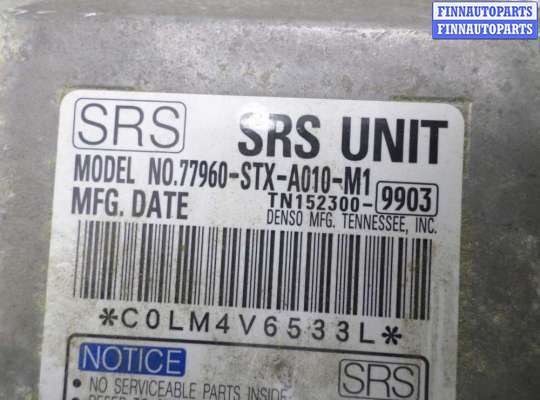 FINNAUTOPARTS
FINNAUTOPARTS
SRS SRS UNIT
MODEL NO.77960-STX-A010-M1
MFG. DATE TN152300-9903
DENSO MFG. TENNESSEE, INC.
*C0LM4V6533L*
NOTICE SRS
• NO SERVICEABLE PARTS INSIDE.